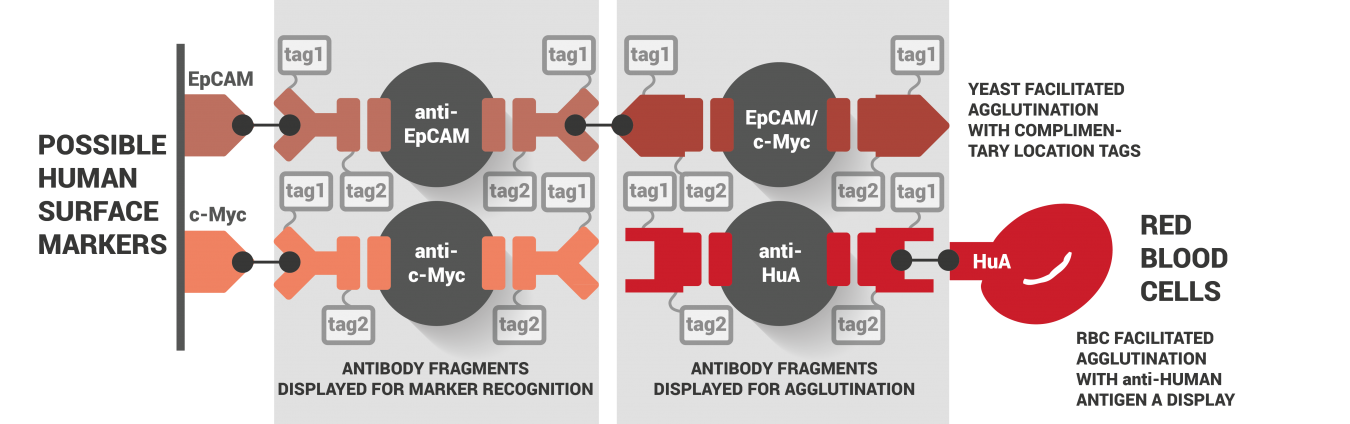 POSSIBLE
HUMAN
SURFACE
MARKERS
EpCAM
c-Myc
tag1
tag1
anti-
EpCAM
tag2
tag2
tag1
tag1
anti-
c-Myc
tag2
tag2
ANTIBODY FRAGMENTS
DISPLAYED FOR MARKER RECOGNITION
tag1
tag1
EpCAM/
c-Myc
tag2
tag2
tag1
tag1
anti-
HuA
tag2
tag2
ANTIBODY FRAGMENTS
DISPLAYED FOR AGGLUTINATION
YEAST FACILITATED
AGGLUTINATION
WITH COMPLIMEN-
TARY LOCATION TAGS
HuA
RED
BLOOD
CELLS
RBC FACILITATED
AGGLUTINATION
WITH anti-HUMAN
ANTIGEN A DISPLAY